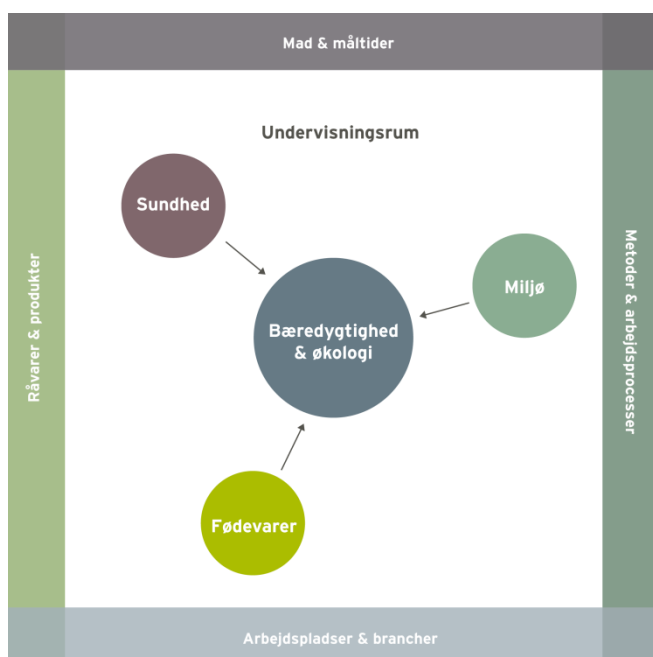 Mad & måltider
Undervisningsrum
Sundhed
Råvarer & produkter
Metoder & arbejdsprocesser
Miljø
Bæredygtighed
& økologi
Fødevarer
Arbejdspladser & brancher